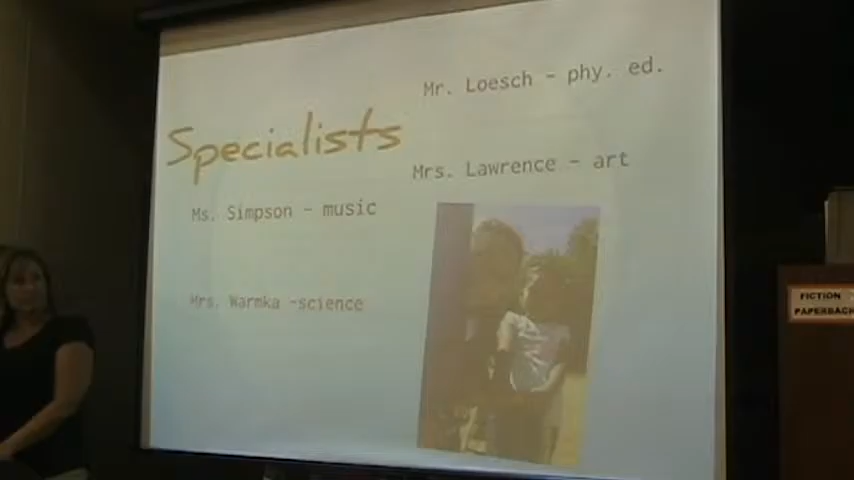 Specialists
Ms. Simpson - music
Mrs. Warmka -science
Mr. Loesch - phy. ed.
Mrs. Lawrence - art
FICTION
PAPERBACK